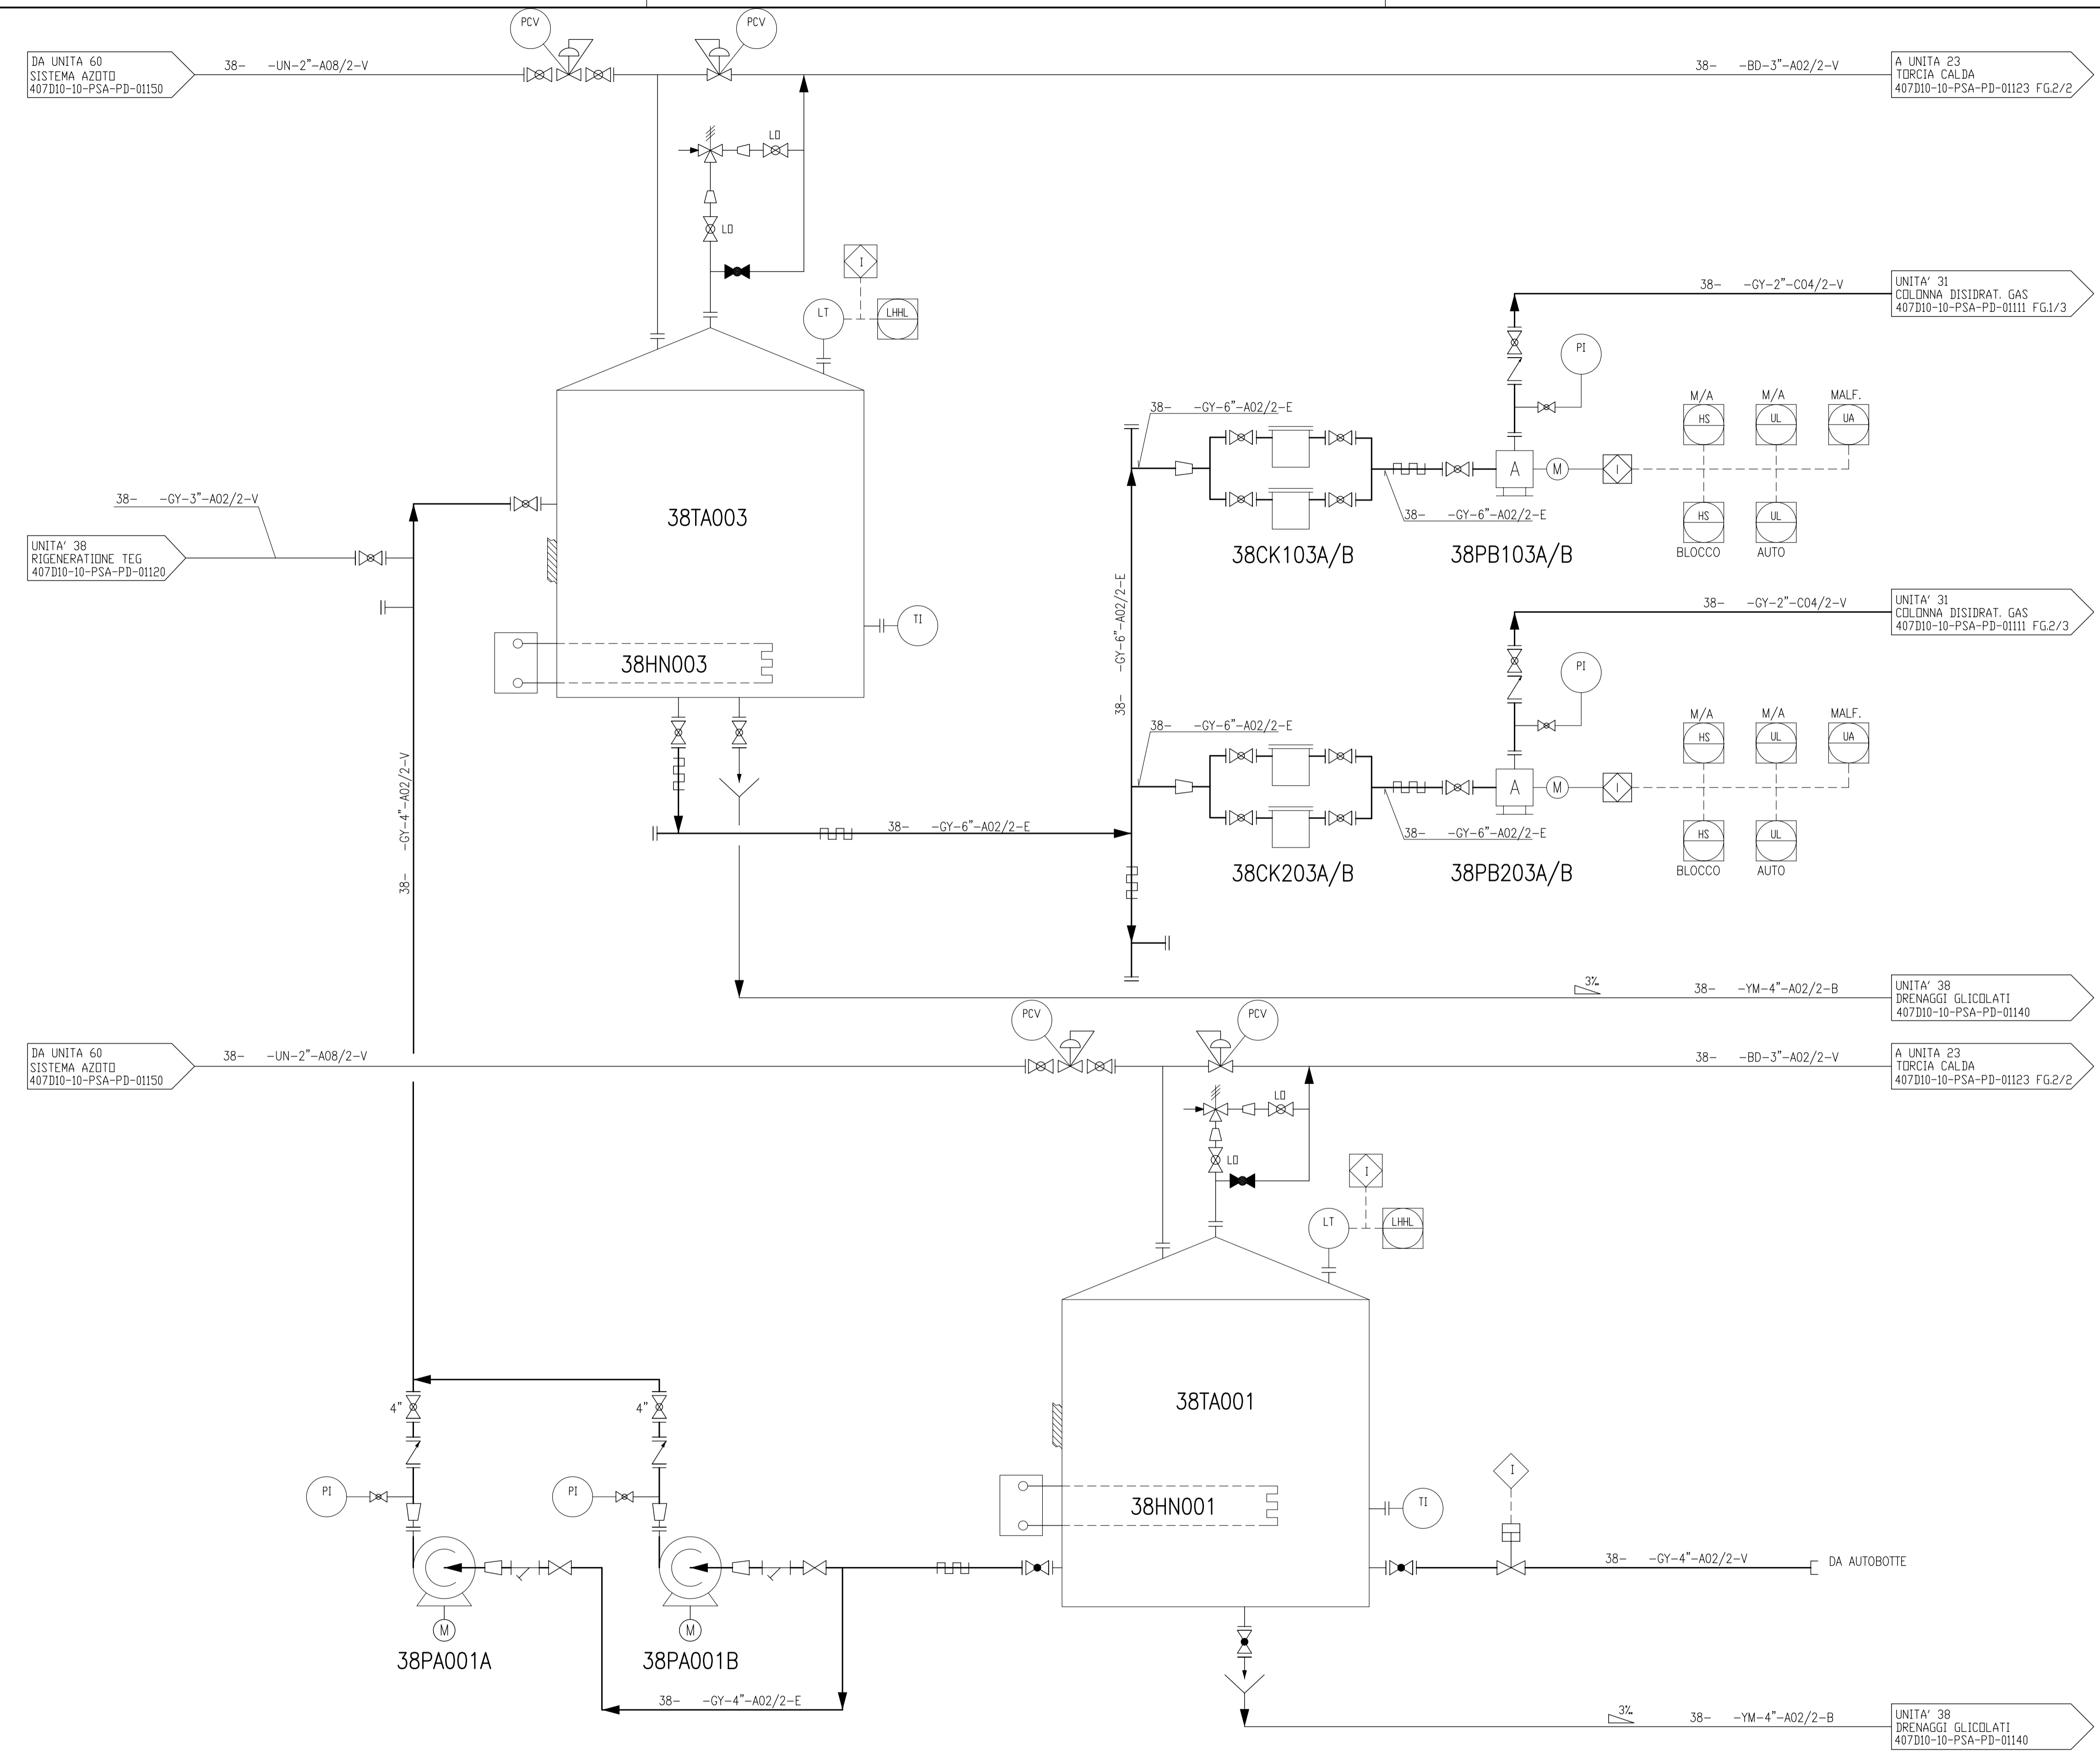 PCV
PCV
DA UNITA 60
SISTEMA AZOTO
407D10-10-PSA-PD-01150
38- -UN-2"-A08/2-V
38- -BD-3"-A02/2-V
A UNITA 23
TORCIA CALDA
407D10-10-PSA-PD-01123 FG.2/2
LO
LO
I
LT
LHHL
38- -GY-2"-C04/2-V
UNITA' 31
COLONNA DISIDRAT. GAS
407D10-10-PSA-PD-01111 FG.1/3
PI
38- -GY-6"-A02/2-E
M/A
M/A
MALF.
HS
UL
UA
A
M
I
38- -GY-3"-A02/2-V
38TA003
38- -GY-6"-A02/2-E
HS
UL
BLOCCO
AUTO
UNITA' 38
RIGENERATIONE TEG
407D10-10-PSA-PD-01120
38CK103A/B
38PB103A/B
38- -GY-6"-A02/2-E
TI
38- -GY-2"-C04/2-V
UNITA' 31
COLONNA DISIDRAT. GAS
407D10-10-PSA-PD-01111 FG.2/3
38HN003
PI
38- -GY-6"-A02/2-E
M/A
M/A
MALF.
HS
UL
UA
38- -GY-4"-A02/2-V
A
M
I
38- -GY-6"-A02/2-E
38- -GY-6"-A02/2-E
HS
UL
BLOCCO
AUTO
38CK203A/B
38PB203A/B
3‰
38- -YM-4"-A02/2-B
UNITA' 38
DRENAGGI GLICOLATI
407D10-10-PSA-PD-01140
PCV
PCV
DA UNITA 60
SISTEMA AZOTO
407D10-10-PSA-PD-01150
38- -UN-2"-A08/2-V
38- -BD-3"-A02/2-V
A UNITA 23
TORCIA CALDA
407D10-10-PSA-PD-01123 FG.2/2
LO
LO
I
LT
LHHL
4"
4"
38TA001
PI
PI
I
38HN001
TI
38- -GY-4"-A02/2-V
DA AUTOBOTTE
M
M
38PA001A
38PA001B
38- -GY-4"-A02/2-E
3‰
38- -YM-4"-A02/2-B
UNITA' 38
DRENAGGI GLICOLATI
407D10-10-PSA-PD-01140